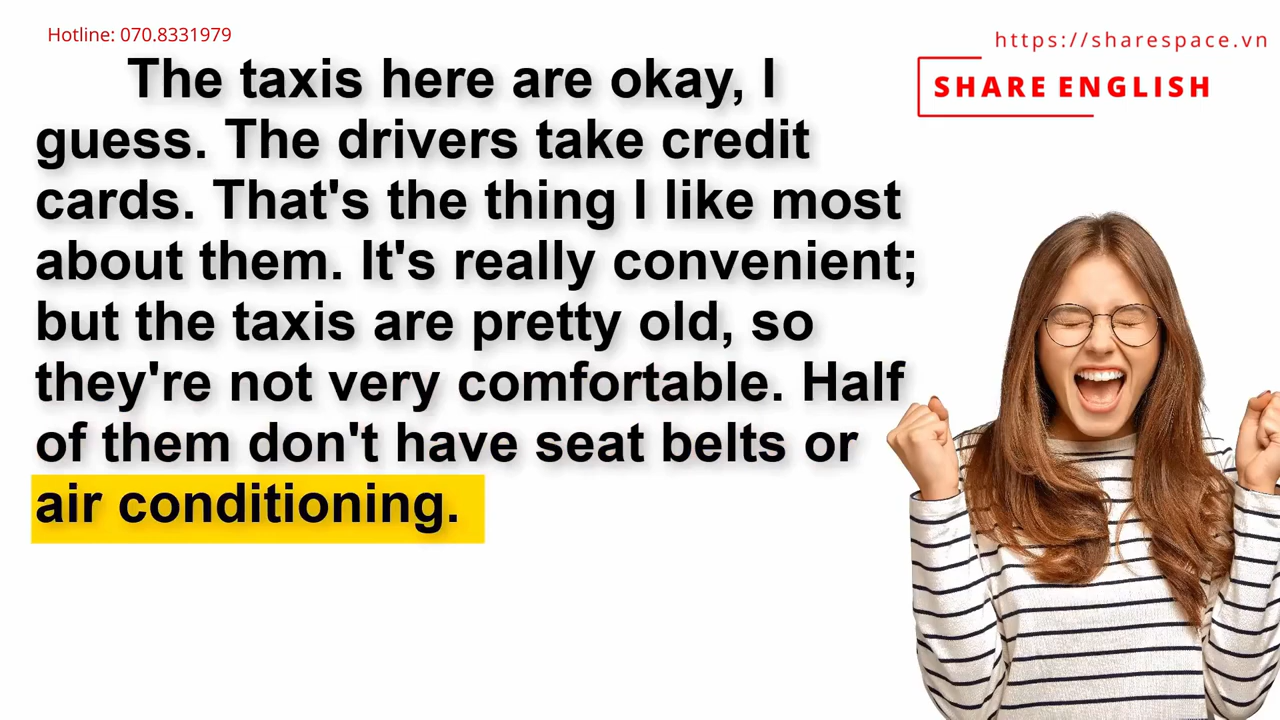 Hotline: 070.8331979
https://sharespace.vn
SHARE ENGLISH
The taxis here are okay, I
guess. The drivers take credit
cards. That's the thing I like most
about them. It's really convenient;
but the taxis are pretty old, so
they're not very comfortable. Half
of them don't have seat belts or
air conditioning.